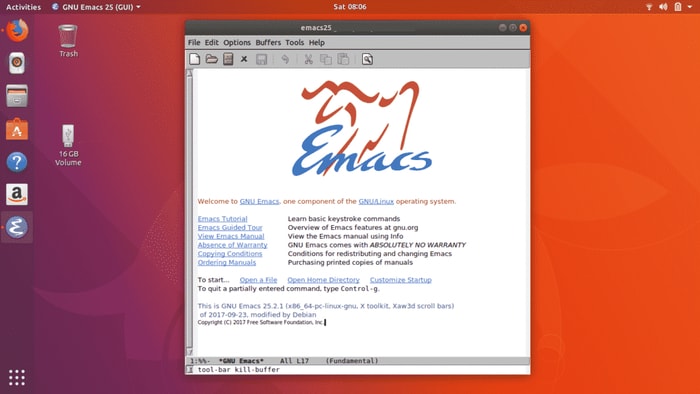 Activities GNU Emacs 25 (GUI) Sat 08:06
Trash
16 GB
Volume
emacs25
File Edit Options Buffers Tools Help
Emacs
Welcome to GNU Emacs, one component of the GNU/Linux operating system.
Emacs Tutorial Learn basic keystroke commands
Emacs Guided Tour Overview of Emacs features at gnu.org
View Emacs Manual View the Emacs manual using Info
Absence of Warranty GNU Emacs comes with ABSOLUTELY NO WARRANTY
Copying Conditions Conditions for redistributing and changing Emacs
Ordering Manuals Purchasing printed copies of manuals
To start... Open a File Open Home Directory Customize Startup
To quit a partially entered command, type Control-g.
This is GNU Emacs 25.2.1 (x86_64-pc-linux-gnu, X toolkit, Xaw3d scroll bars)
of 2017-09-23, modified by Debian
Copyright (C) 2017 Free Software Foundation, Inc.
1:%%- *GNU Emacs* All L17 (Fundamental)
tool-bar kill-buffer